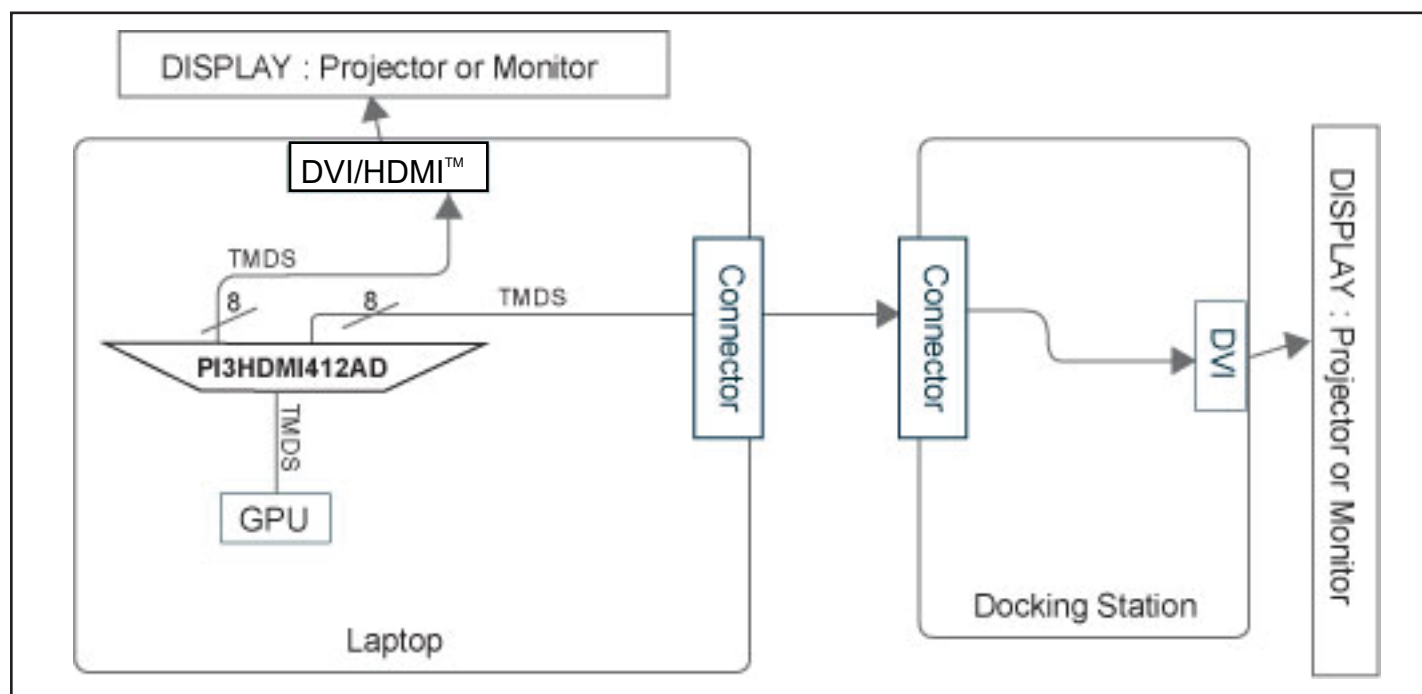 DISPLAY : Projector or Monitor
DVI/HDMI™
TMDS
8
8
TMDS
PI3HDMI412AD
TMDS
GPU
Laptop
Connector
Connector
DVI
Docking Station
DISPLAY : Projector or Monitor